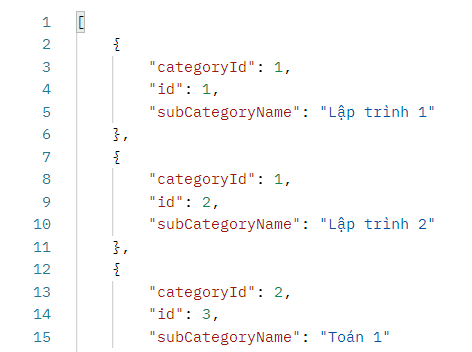 1 [
2 {
3 "categoryId": 1,
4 "id": 1,
5 "subCategoryName": "Lập trình 1"
6 },
7 {
8 "categoryId": 1,
9 "id": 2,
10 "subCategoryName": "Lập trình 2"
11 },
12 {
13 "categoryId": 2,
14 "id": 3,
15 "subCategoryName": "Toán 1"